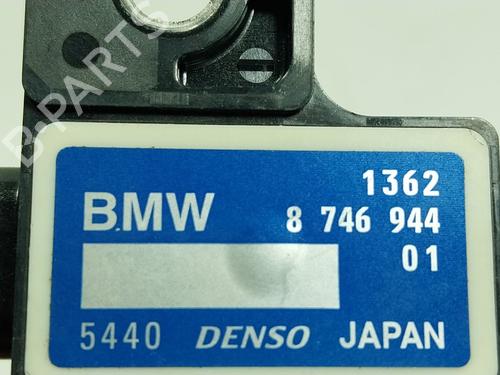 B-PARTS
1362
BMW 8 746 944
01
5440 DENSO JAPAN